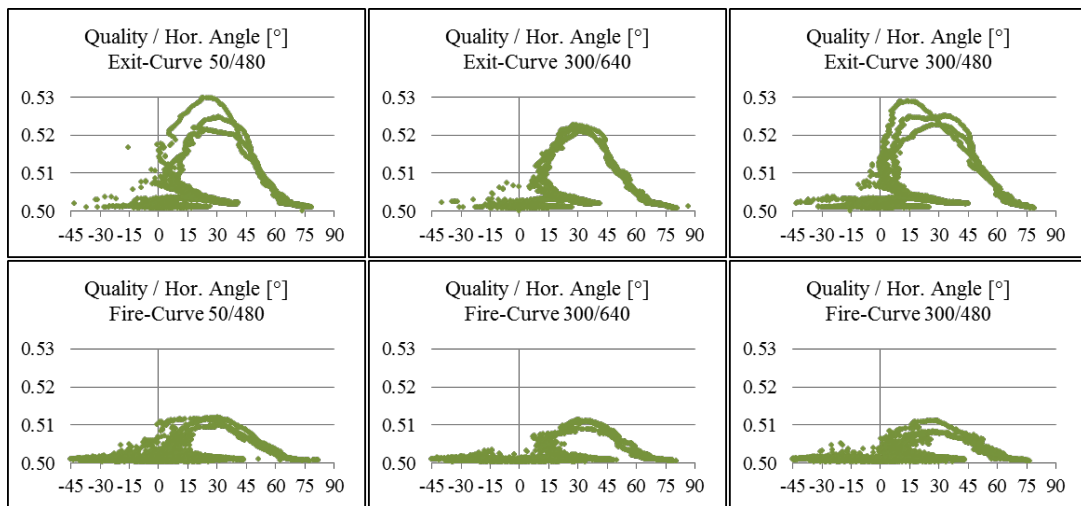 Quality / Hor. Angle [°]
Exit-Curve 50/480
0.53
0.52
0.51
0.50
-45 -30 -15 0 15 30 45 60 75 90
Quality / Hor. Angle [°]
Exit-Curve 300/640
0.53
0.52
0.51
0.50
-45 -30 -15 0 15 30 45 60 75 90
Quality / Hor. Angle [°]
Exit-Curve 300/480
0.53
0.52
0.51
0.50
-45 -30 -15 0 15 30 45 60 75 90
Quality / Hor. Angle [°]
Fire-Curve 50/480
0.53
0.52
0.51
0.50
-45 -30 -15 0 15 30 45 60 75 90
Quality / Hor. Angle [°]
Fire-Curve 300/640
0.53
0.52
0.51
0.50
-45 -30 -15 0 15 30 45 60 75 90
Quality / Hor. Angle [°]
Fire-Curve 300/480
0.53
0.52
0.51
0.50
-45 -30 -15 0 15 30 45 60 75 90